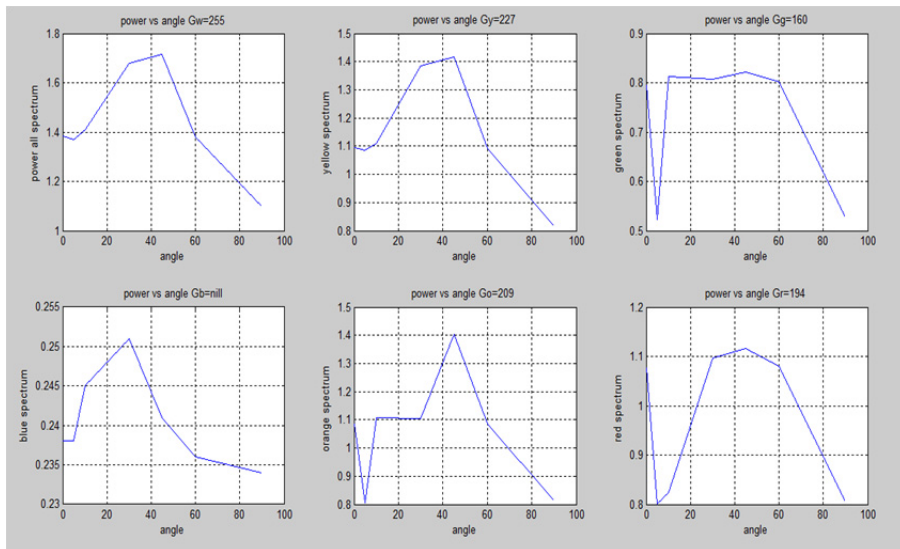 power vs angle Gw=255
power all spectrum
1.8
1.6
1.4
1.2
1
0 20 40 60 80 100
angle
power vs angle Gy=227
yellow spectrum
1.5
1.4
1.3
1.2
1.1
1
0.9
0.8
0 20 40 60 80 100
angle
power vs angle Gg=160
green spectrum
0.9
0.8
0.7
0.6
0.5
0 20 40 60 80 100
angle
power vs angle Gb=nill
blue spectrum
0.255
0.25
0.245
0.24
0.235
0.23
0 20 40 60 80 100
angle
power vs angle Go=209
orange spectrum
1.5
1.4
1.3
1.2
1.1
1
0.9
0.8
0 20 40 60 80 100
angle
power vs angle Gr=194
red spectrum
1.2
1.1
1
0.9
0.8
0 20 40 60 80 100
angle